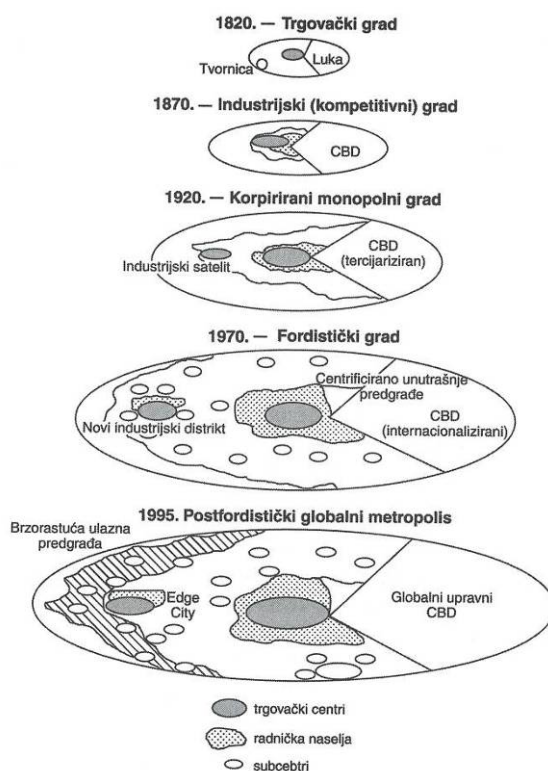 1820. — Trgovački grad
Tvornica
Luka
1870. — Industrijski (kompetitivni) grad
CBD
1920. — Korpirirani monopolni grad
CBD
(tercijariziran)
Industrijski satelit
1970. — Fordistički grad
Centrificirano unutrašnje
predgrađe
Novi industrijski distrikt
CBD
(internacionalizirani)
1995. Postfordistički globalni metropolis
Brzorastuća ulazna
predgrađa
Edge
City
Globalni upravni
CBD
trgovački centri
radnička naselja
subcebtri